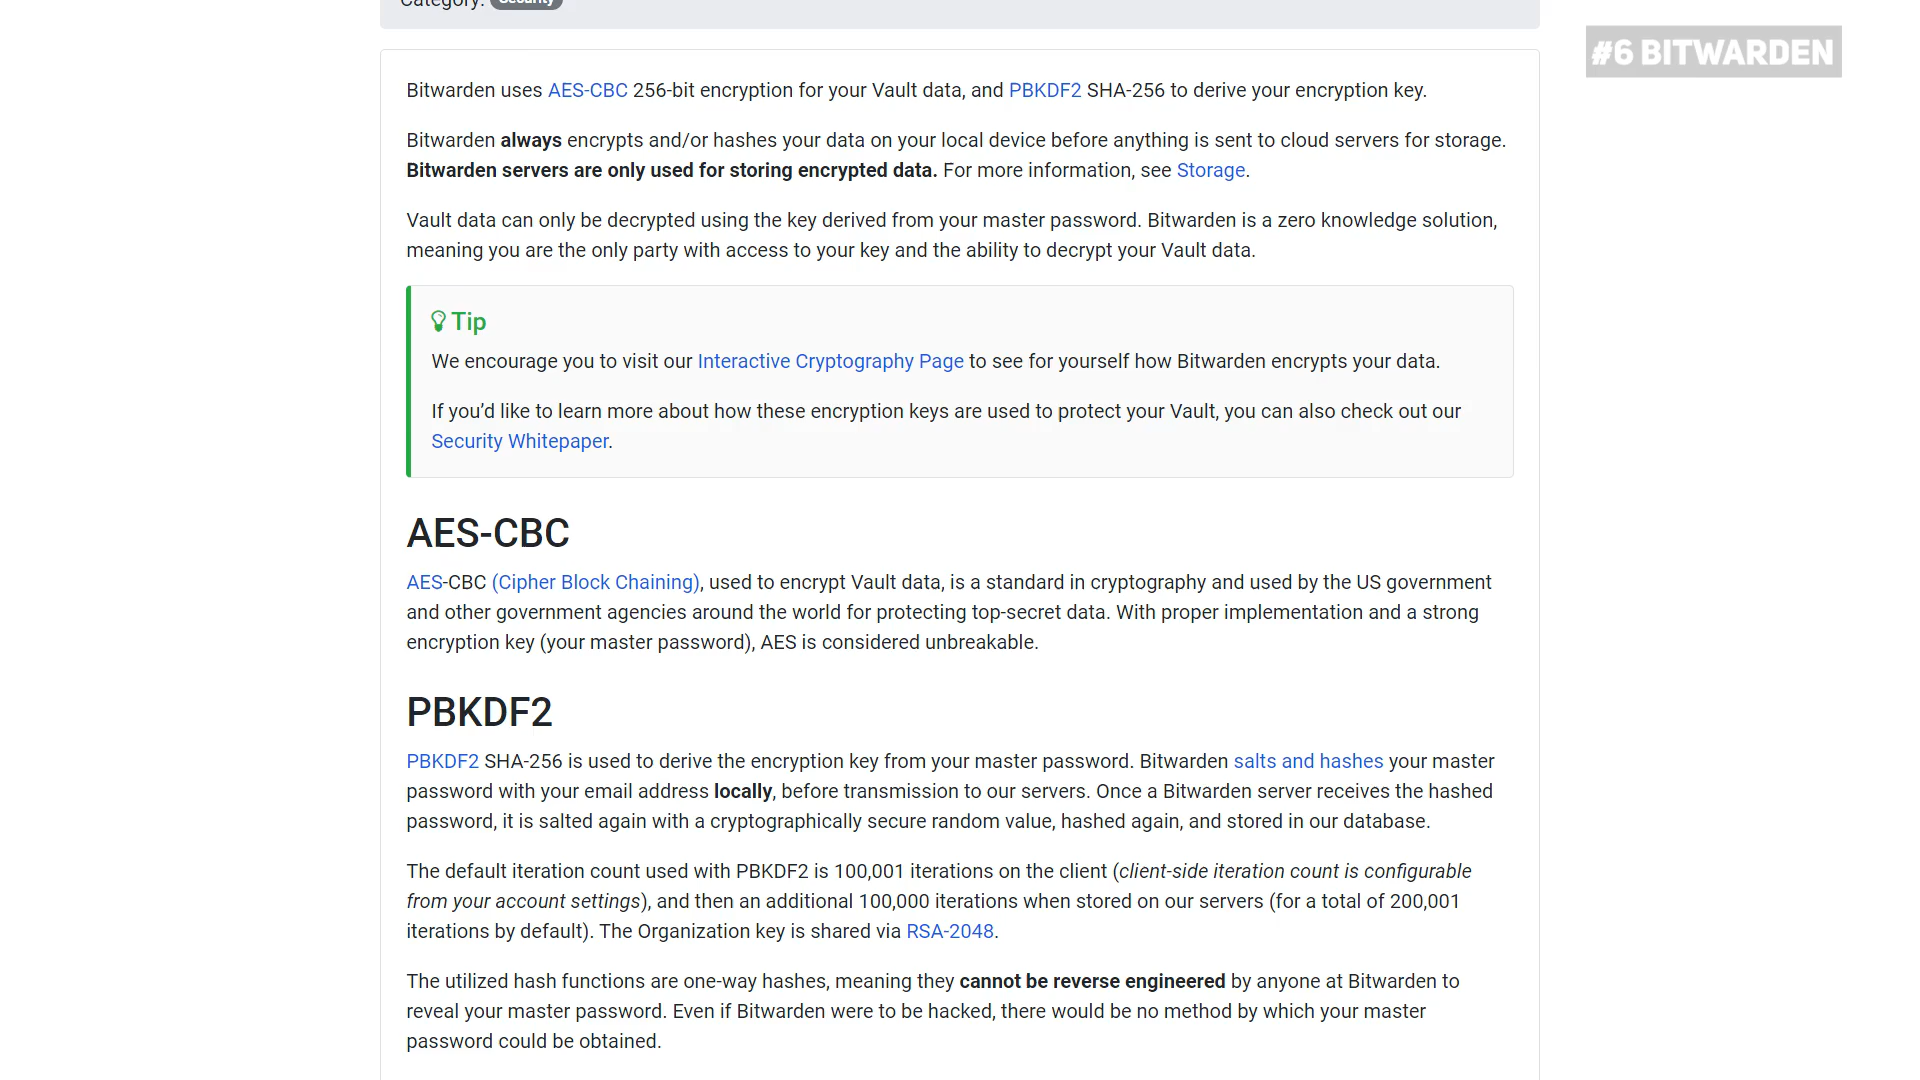 Category: Security
#6 BITWARDEN
Bitwarden uses AES-CBC 256-bit encryption for your Vault data, and PBKDF2 SHA-256 to derive your encryption key.
Bitwarden always encrypts and/or hashes your data on your local device before anything is sent to cloud servers for storage.
Bitwarden servers are only used for storing encrypted data. For more information, see Storage.
Vault data can only be decrypted using the key derived from your master password. Bitwarden is a zero knowledge solution,
meaning you are the only party with access to your key and the ability to decrypt your Vault data.
Tip
We encourage you to visit our Interactive Cryptography Page to see for yourself how Bitwarden encrypts your data.
If you’d like to learn more about how these encryption keys are used to protect your Vault, you can also check out our
Security Whitepaper.
AES-CBC
AES-CBC (Cipher Block Chaining), used to encrypt Vault data, is a standard in cryptography and used by the US government
and other government agencies around the world for protecting top-secret data. With proper implementation and a strong
encryption key (your master password), AES is considered unbreakable.
PBKDF2
PBKDF2 SHA-256 is used to derive the encryption key from your master password. Bitwarden salts and hashes your master
password with your email address locally, before transmission to our servers. Once a Bitwarden server receives the hashed
password, it is salted again with a cryptographically secure random value, hashed again, and stored in our database.
The default iteration count used with PBKDF2 is 100,001 iterations on the client (client-side iteration count is configurable
from your account settings), and then an additional 100,000 iterations when stored on our servers (for a total of 200,001
iterations by default). The Organization key is shared via RSA-2048.
The utilized hash functions are one-way hashes, meaning they cannot be reverse engineered by anyone at Bitwarden to
reveal your master password. Even if Bitwarden were to be hacked, there would be no method by which your master
password could be obtained.